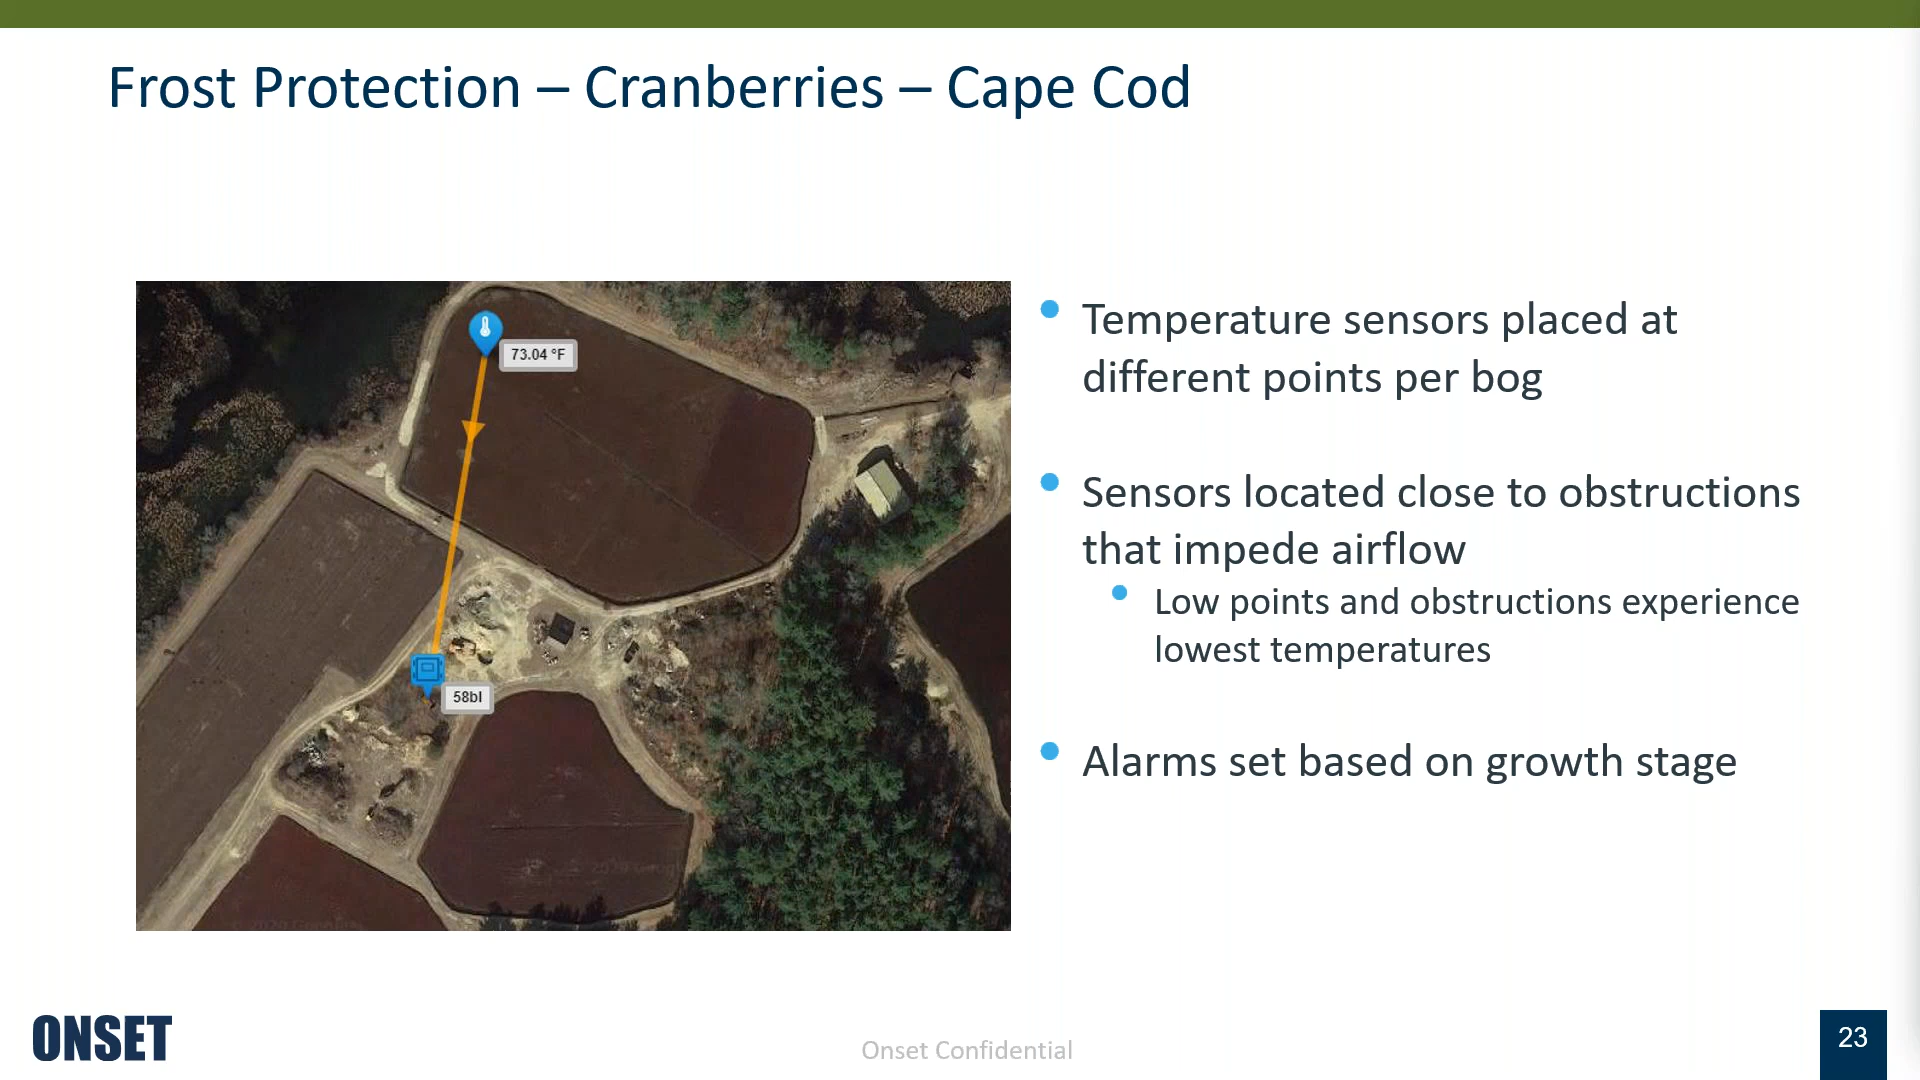 Frost Protection – Cranberries – Cape Cod
73.04 °F
58bl
Temperature sensors placed at
different points per bog
Sensors located close to obstructions
that impede airflow
Low points and obstructions experience
lowest temperatures
Alarms set based on growth stage
ONSET
Onset Confidential
23